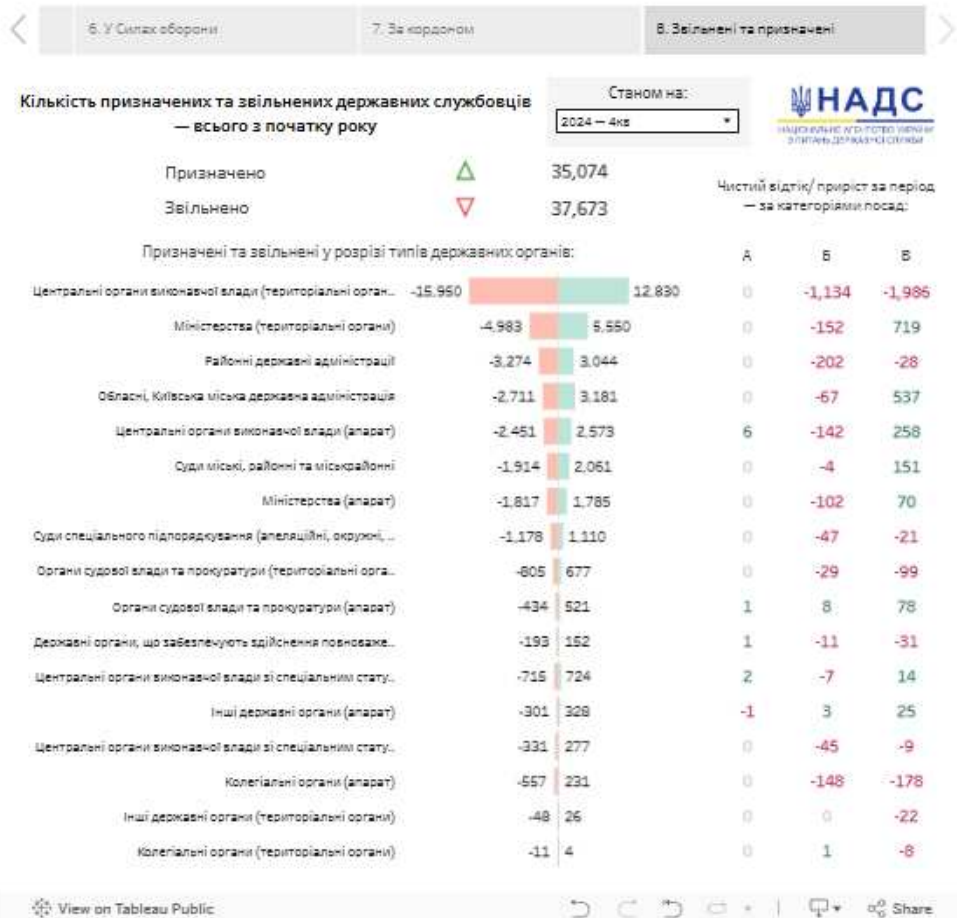 6. У Силах оборони 7. За кордоном 8. Звільнені та призначені
Кількість призначених та звільнених державних службовців
— всього з початку року
Станом на:
2024 — 4кв
НАДС
НАЦІОНАЛЬНЕ АГЕНТСТВО УКРАЇНИ
З ПИТАНЬ ДЕРЖАВНОЇ СЛУЖБИ
Призначено 35,074
Звільнено 37,673
Чистий відтік/ приріст за період
— за категоріями посад:
Призначені та звільнені у розрізі типів державних органів: А Б В
Центральні органи виконавчої влади (територіальні орган.. -15,950 12,830 0 -1,134 -1,986
Міністерства (територіальні органи) -4,983 5,550 0 -152 719
Районні державні адміністрації -3,274 3,044 0 -202 -28
Обласні, Київська міська державна адміністрація -2,711 3,181 0 -67 537
Центральні органи виконавчої влади (апарат) -2,451 2,573 6 -142 258
Суди міські, районні та міськрайонні -1,914 2,061 0 -4 151
Міністерства (апарат) -1,817 1,785 0 -102 70
Суди спеціального підпорядкування (апеляційні, окружні, .. -1,178 1,110 0 -47 -21
Органи судової влади та прокуратури (територіальні орга.. -805 677 0 -29 -99
Органи судової влади та прокуратури (апарат) -434 521 1 8 78
Державні органи, що забезпечують здійснення повноваже.. -193 152 1 -11 -31
Центральні органи виконавчої влади зі спеціальним стату.. -715 724 2 -7 14
Інші державні органи (апарат) -301 328 -1 3 25
Центральні органи виконавчої влади зі спеціальним стату.. -331 277 0 -45 -9
Колегіальні органи (апарат) -557 231 0 -148 -178
Інші державні органи (територіальні органи) -48 26 0 0 -22
Колегіальні органи (територіальні органи) -11 4 0 1 -8
View on Tableau Public Share